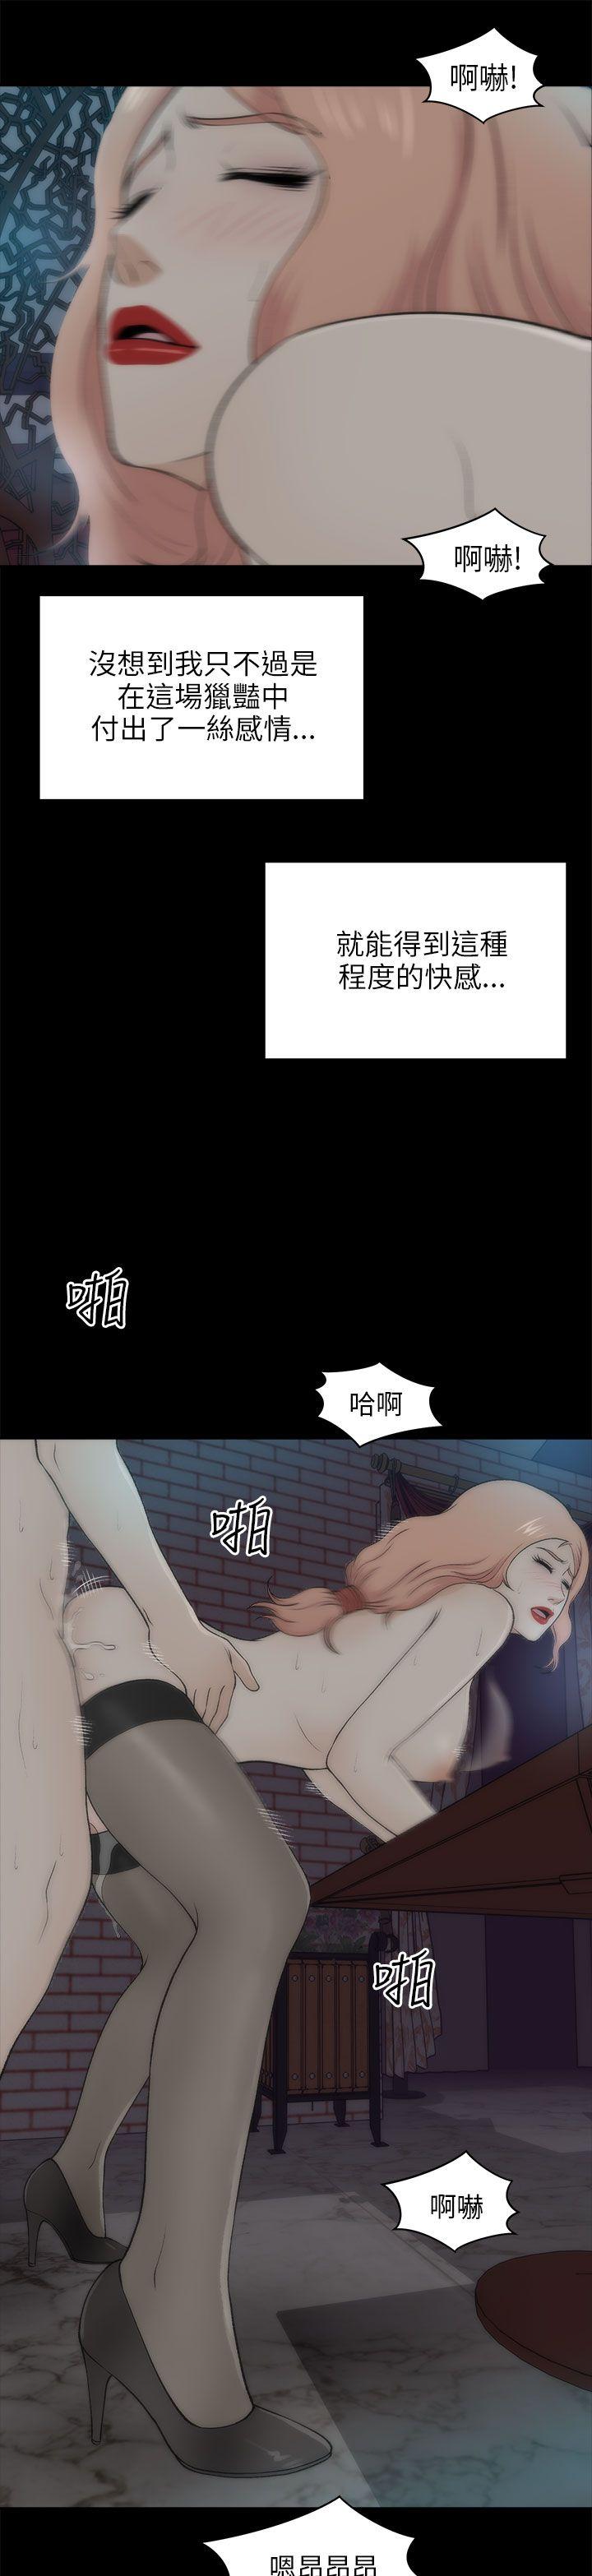 啊嚇!
啊嚇!
沒想到我只不過是
在這場獵豔中
付出了一絲感情...
就能得到這種
程度的快感...
啪
哈啊
啪
啪
啊嚇
嗯昂昂昂